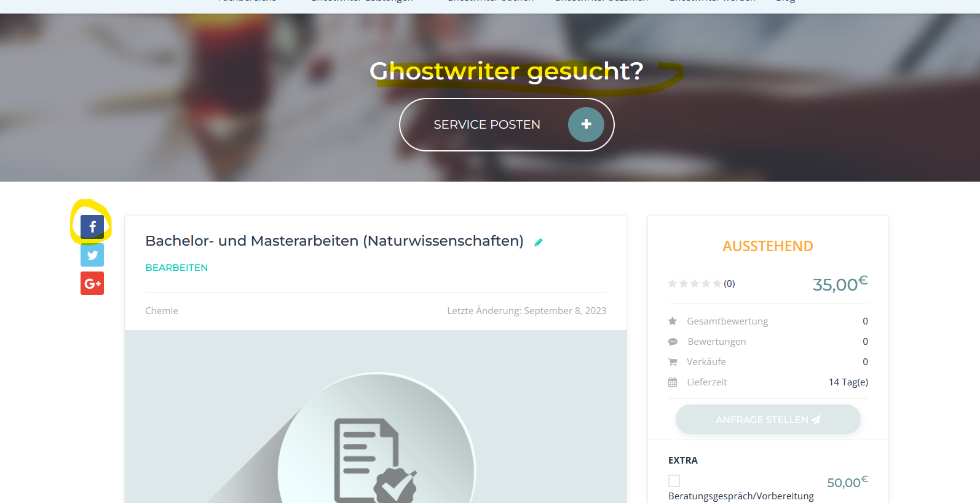 Ghostwriter gesucht?
SERVICE POSTEN
Bachelor- und Masterarbeiten (Naturwissenschaften)
BEARBEITEN
Chemie
Letzte Änderung: September 8, 2023
AUSSTEHEND
(0)
35,00€
Gesamtbewertung 0
Bewertungen 0
Verkäufe 0
Lieferzeit 14 Tag(e)
ANFRAGE STELLEN
EXTRA
50,00€
Beratungsgespräch/Vorbereitung